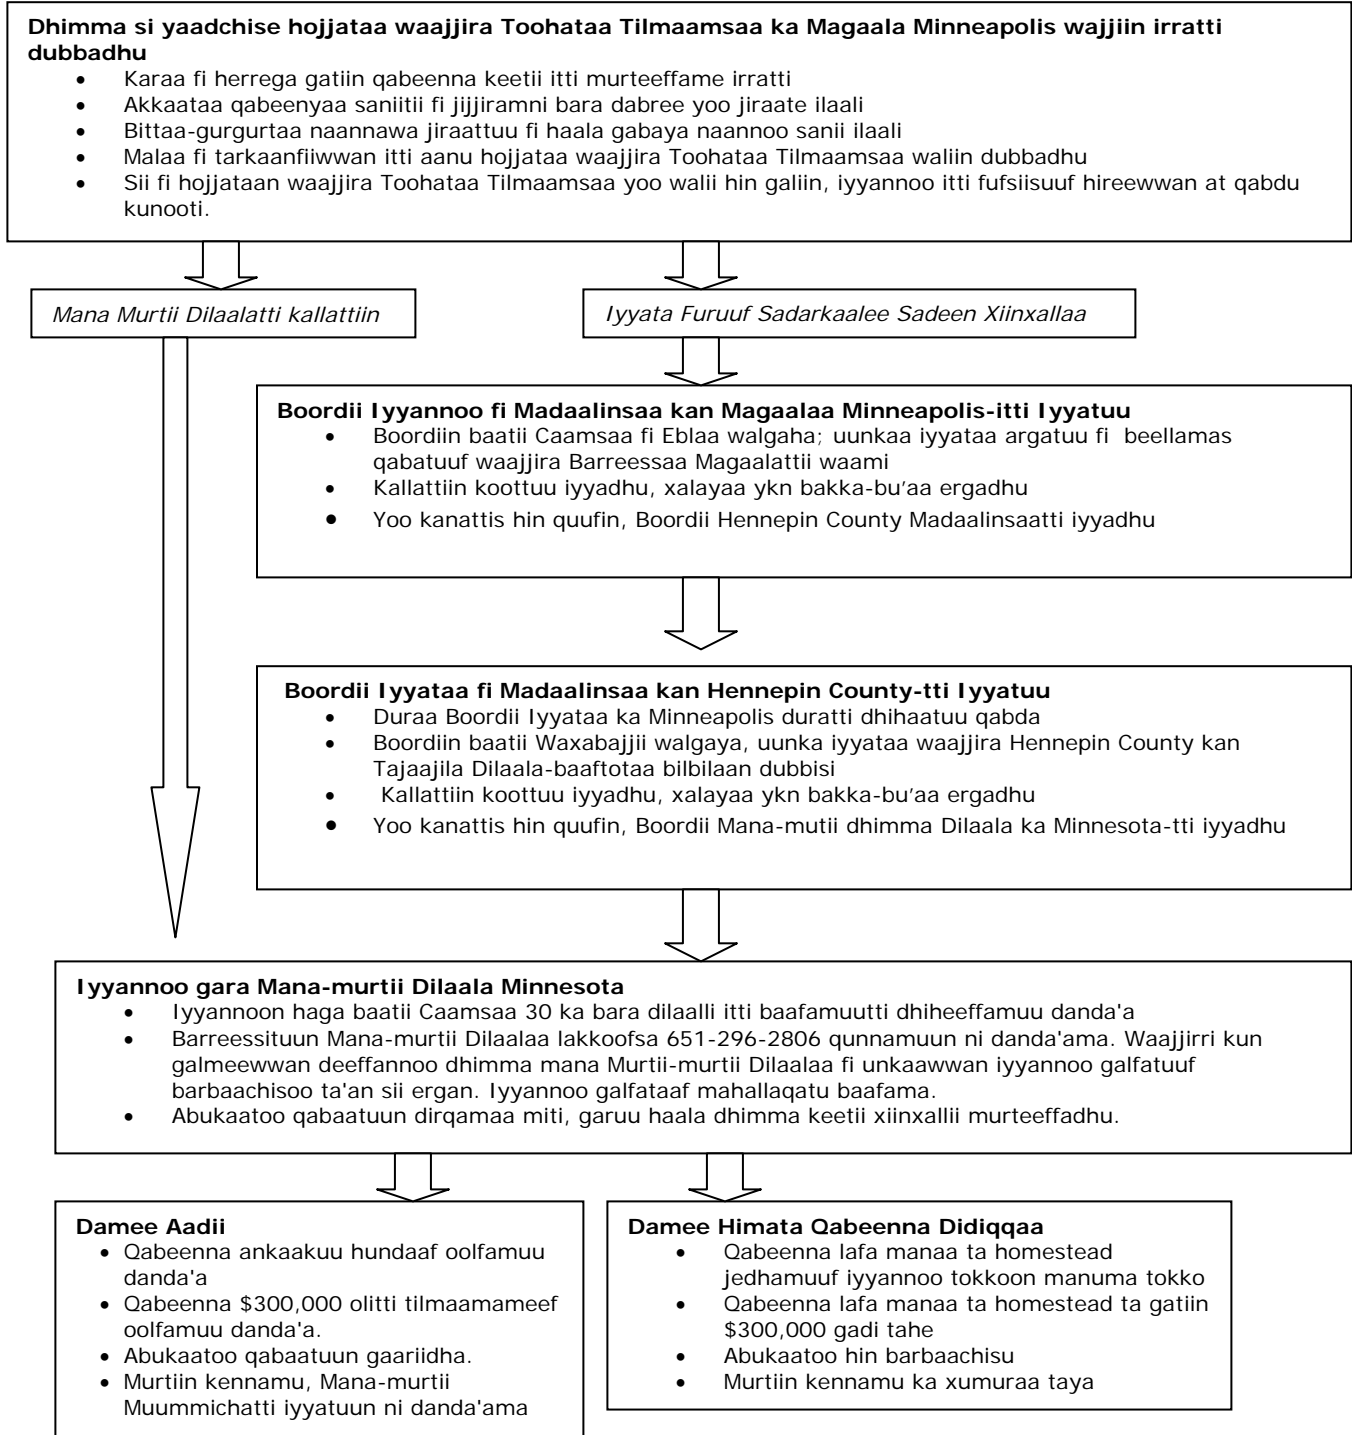 Dhimma si yaadchise hojjataa waajjira Toohataa Tilmaamsaa ka Magaala Minneapolis wajjiin irratti
dubbadhu
• Karaa fi herrega gatiin qabeenna keetii itti murteeffame irratti
• Akkaataa qabeenyaa saniitii fi jijjiramni bara dabree yoo jiraate ilaali
• Bittaa-gurgurtaa naannawa jiraattuu fi haala gabaya naannoo sanii ilaali
• Malaa fi tarkaanfiiwwan itti aanu hojjataa waajjira Toohataa Tilmaamsaa waliin dubbadhu
• Sii fi hojjataan waajjira Toohataa Tilmaamsaa yoo walii hin galiin, iyyannoo itti fufsiisuuf hireewwan at qabdu
kunooti.
Mana Murtii Dilaalatti kallattiin
Iyyata Furuuf Sadarkaalee Sadeen Xiinxallaa
Boordii Iyyannoo fi Madaalinsaa kan Magaalaa Minneapolis-itti Iyyatuu
• Boordiin baatii Caamsaa fi Eblaa walgaha; uunkaa iyyataa argatuu fi beellamas
qabatuuf waajjira Barreessaa Magaalattii waami
• Kallattiin koottuu iyyadhu, xalayaa ykn bakka-bu'aa ergadhu
• Yoo kanattis hin quufin, Boordii Hennepin County Madaalinsaatti iyyadhu
Boordii Iyyataa fi Madaalinsaa kan Hennepin County-tti Iyyatuu
• Duraa Boordii Iyyataa ka Minneapolis duratti dhihaatuu qabda
• Boordiin baatii Waxabajjii walgaya, uunka iyyataa waajjira Hennepin County kan
Tajaajila Dilaala-baaftotaa bilbilaan dubbisi
• Kallattiin koottuu iyyadhu, xalayaa ykn bakka-bu'aa ergadhu
• Yoo kanattis hin quufin, Boordii Mana-mutii dhimma Dilaala ka Minnesota-tti iyyadhu
Iyyannoo gara Mana-murtii Dilaala Minnesota
• Iyyannoon haga baatii Caamsaa 30 ka bara dilaalli itti baafamuutti dhiheeffamuu danda'a
• Barreessituun Mana-murtii Dilaalaa lakkoofsa 651-296-2806 qunnamuun ni danda'ama. Waajjirri kun
galmeewwan deeffannoo dhimma mana Murtii-murtii Dilaalaa fi unkaawwan iyyannoo galfatuuf
barbaachisoo ta'an sii ergan. Iyyannoo galfataaf mahallaqatu baafama.
• Abukaatoo qabaatuun dirqamaa miti, garuu haala dhimma keetii xiinxallii murteeffadhu.
Damee Aadii
• Qabeenna ankaakuu hundaaf oolfamuu
danda'a
• Qabeenna $300,000 olitti tilmaamameef
oolfamuu danda'a.
• Abukaatoo qabaatuun gaariidha.
• Murtiin kennamu, Mana-murtii
Muummichatti iyyatuun ni danda'ama
Damee Himata Qabeenna Didiqqaa
• Qabeenna lafa manaa ta homestead
jedhamuuf iyyannoo tokkoon manuma tokko
• Qabeenna lafa manaa ta homestead ta gatiin
$300,000 gadi tahe
• Abukaatoo hin barbaachisu
• Murtiin kennamu ka xumuraa taya